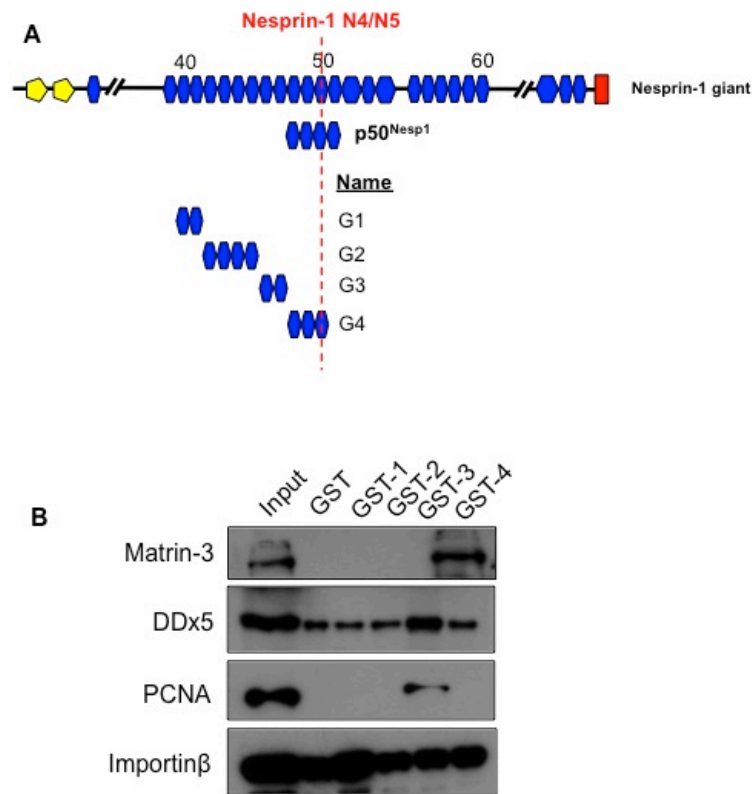 A
Nesprin-1 N4/N5
40 50 60
Nesprin-1 giant
p50Nesp1
Name
G1
G2
G3
G4
B
Input GST GST-1 GST-2 GST-3 GST-4
Matrin-3
DDx5
PCNA
Importinβ